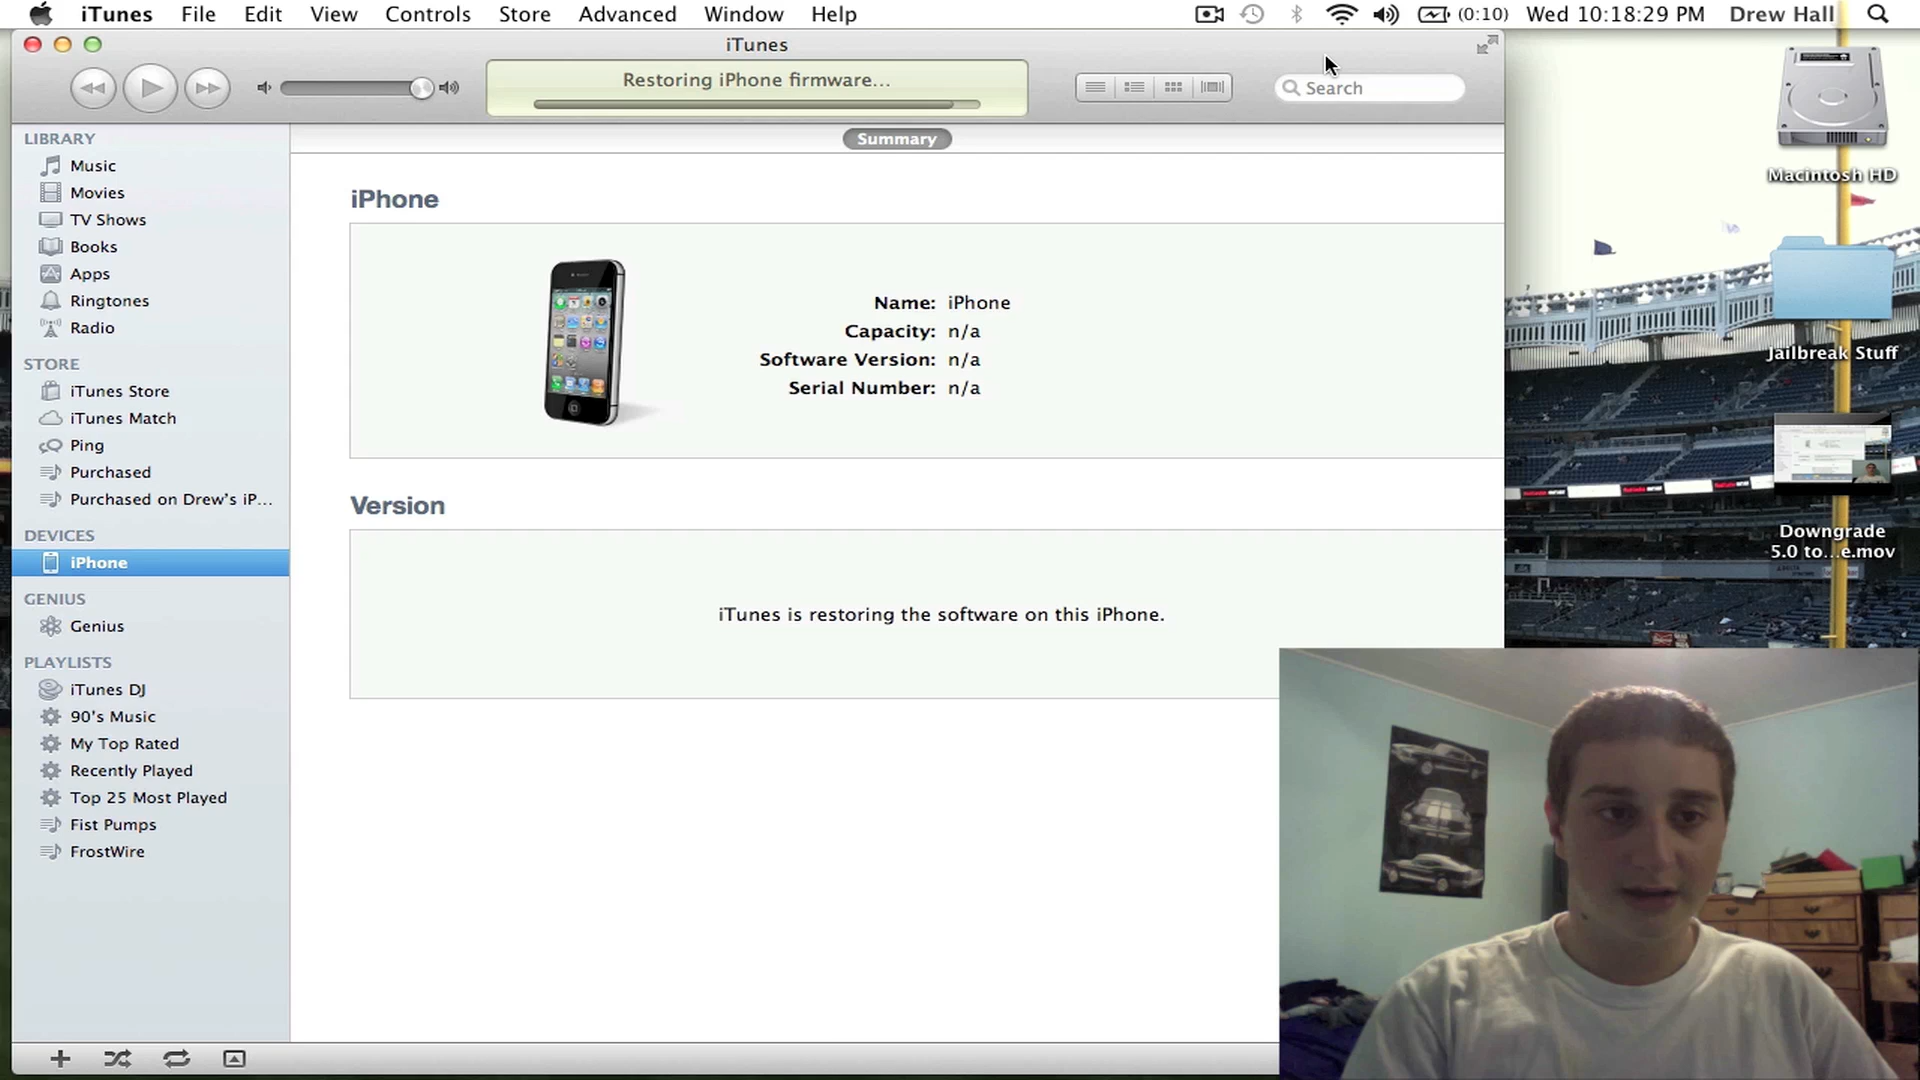 iTunes File Edit View Controls Store Advanced Window Help (0:10) Wed 10:18:29 PM Drew Hall
iTunes
Restoring iPhone firmware...
Search
Summary
LIBRARY
Music
Movies
TV Shows
Books
Apps
Ringtones
Radio
STORE
iTunes Store
iTunes Match
Ping
Purchased
Purchased on Drew's iP...
DEVICES
iPhone
GENIUS
Genius
PLAYLISTS
iTunes DJ
90's Music
My Top Rated
Recently Played
Top 25 Most Played
Fist Pumps
FrostWire
iPhone
Name: iPhone
Capacity: n/a
Software Version: n/a
Serial Number: n/a
Version
iTunes is restoring the software on this iPhone.
Macintosh HD
Jailbreak Stuff
Downgrade
5.0 to...e.mov